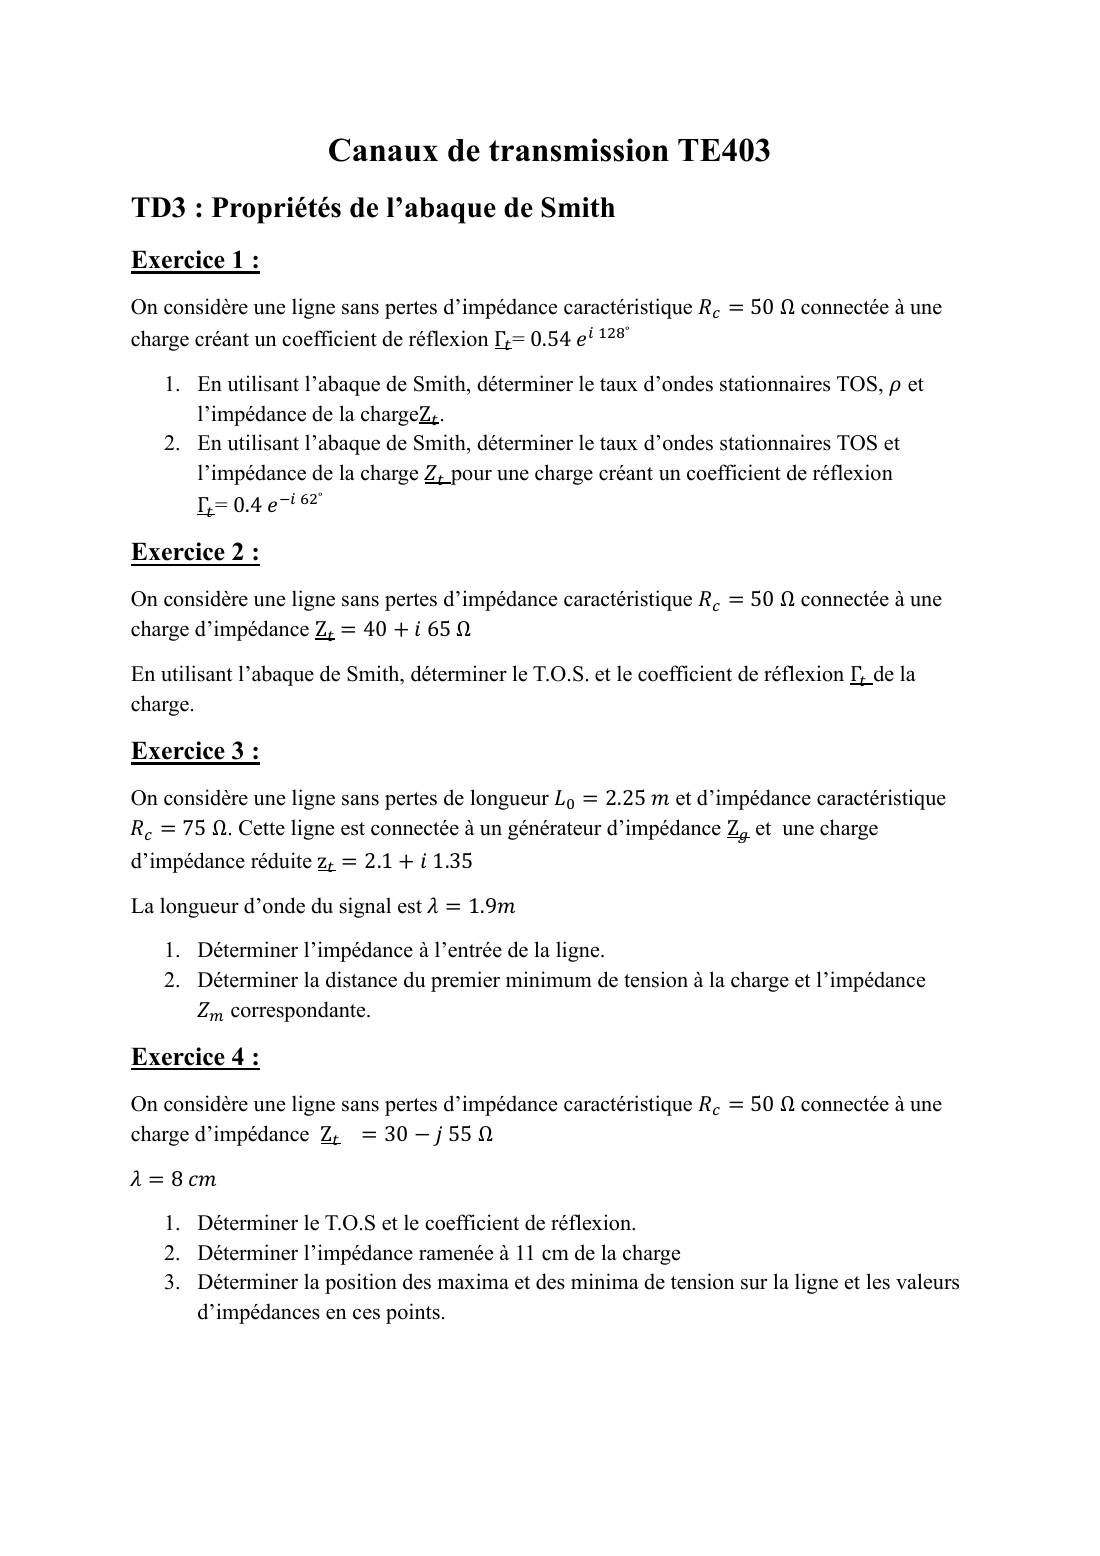 Canaux de transmission TE403
TD3 : Propriétés de l’abaque de Smith
Exercice 1 :
On considère une ligne sans pertes d’impédance caractéristique R_c = 50 Ω connectée à une
charge créant un coefficient de réflexion Γ_t= 0.54 e^{i 128°}
1. En utilisant l’abaque de Smith, déterminer le taux d’ondes stationnaires TOS, ρ et
l’impédance de la chargeZ_t.
2. En utilisant l’abaque de Smith, déterminer le taux d’ondes stationnaires TOS et
l’impédance de la charge Z_t pour une charge créant un coefficient de réflexion
Γ_t= 0.4 e^{−i 62°}
Exercice 2 :
On considère une ligne sans pertes d’impédance caractéristique R_c = 50 Ω connectée à une
charge d’impédance Z_t = 40 + i 65 Ω
En utilisant l’abaque de Smith, déterminer le T.O.S. et le coefficient de réflexion Γ_t de la
charge.
Exercice 3 :
On considère une ligne sans pertes de longueur L_0 = 2.25 m et d’impédance caractéristique
R_c = 75 Ω. Cette ligne est connectée à un générateur d’impédance Z_g et une charge
d’impédance réduite z_t = 2.1 + i 1.35
La longueur d’onde du signal est λ = 1.9m
1. Déterminer l’impédance à l’entrée de la ligne.
2. Déterminer la distance du premier minimum de tension à la charge et l’impédance
Z_m correspondante.
Exercice 4 :
On considère une ligne sans pertes d’impédance caractéristique R_c = 50 Ω connectée à une
charge d’impédance Z_t = 30 − j 55 Ω
λ = 8 cm
1. Déterminer le T.O.S et le coefficient de réflexion.
2. Déterminer l’impédance ramenée à 11 cm de la charge
3. Déterminer la position des maxima et des minima de tension sur la ligne et les valeurs
d’impédances en ces points.